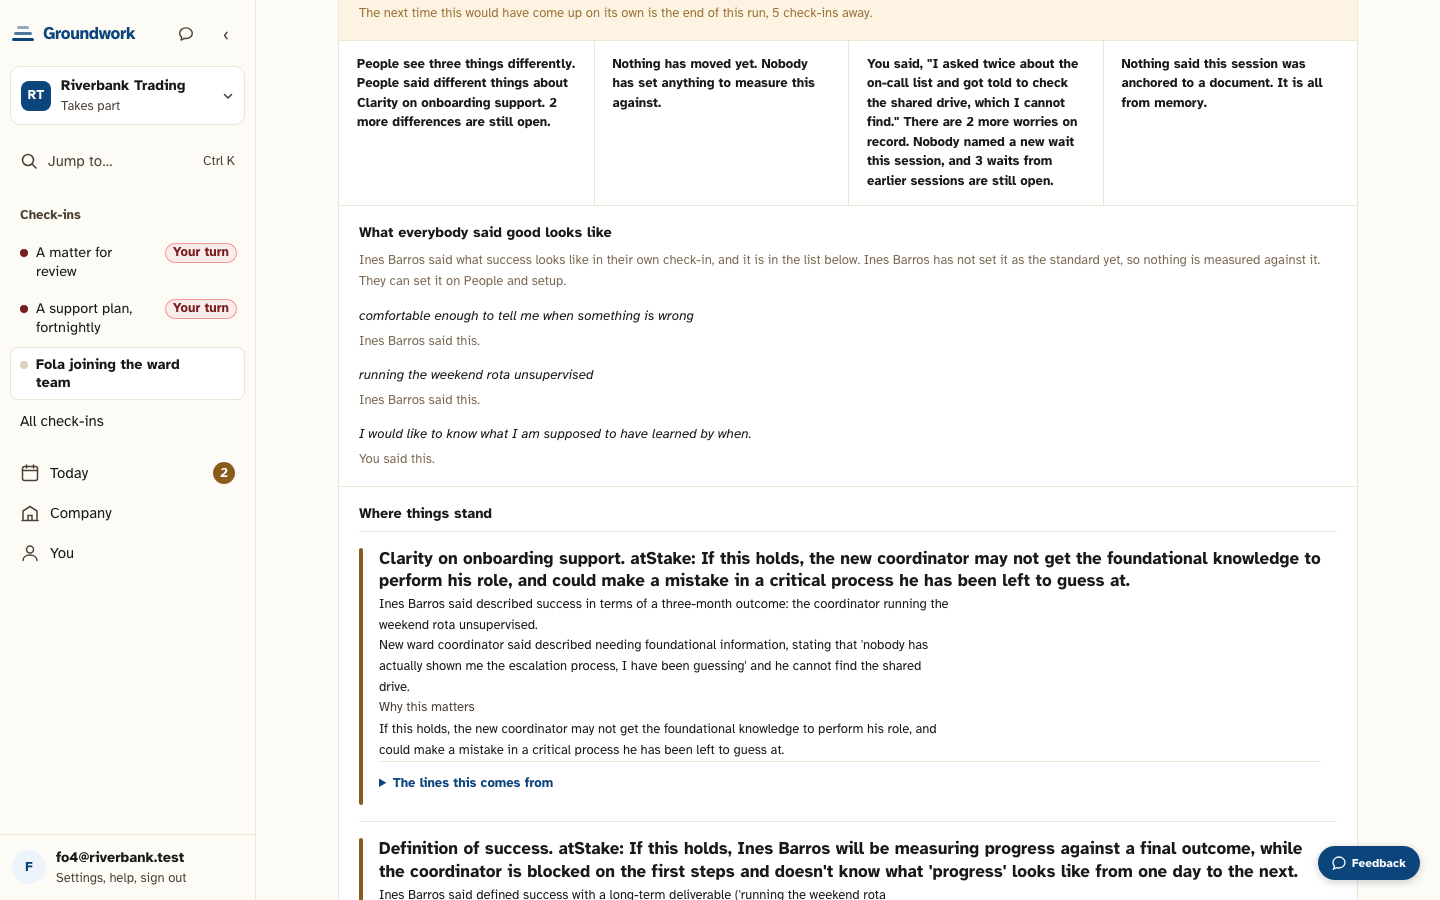 Groundwork
RT
Riverbank Trading
Takes part
Jump to...
Ctrl K
Check-ins
A matter for
review
Your turn
A support plan,
fortnightly
Your turn
Fola joining the ward
team
All check-ins
Today
2
Company
You
F
fo4@riverbank.test
Settings, help, sign out
The next time this would have come up on its own is the end of this run, 5 check-ins away.
People see three things differently.
People said different things about
Clarity on onboarding support. 2
more differences are still open.
Nothing has moved yet. Nobody
has set anything to measure this
against.
You said, "I asked twice about the
on-call list and got told to check
the shared drive, which I cannot
find." There are 2 more worries on
record. Nobody named a new wait
this session, and 3 waits from
earlier sessions are still open.
Nothing said this session was
anchored to a document. It is all
from memory.
What everybody said good looks like
Ines Barros said what success looks like in their own check-in, and it is in the list below. Ines Barros has not set it as the standard yet, so nothing is measured against it.
They can set it on People and setup.
comfortable enough to tell me when something is wrong
Ines Barros said this.
running the weekend rota unsupervised
Ines Barros said this.
I would like to know what I am supposed to have learned by when.
You said this.
Where things stand
Clarity on onboarding support. atStake: If this holds, the new coordinator may not get the foundational knowledge to
perform his role, and could make a mistake in a critical process he has been left to guess at.
Ines Barros said described success in terms of a three-month outcome: the coordinator running the
weekend rota unsupervised.
New ward coordinator said described needing foundational information, stating that 'nobody has
actually shown me the escalation process, I have been guessing' and he cannot find the shared
drive.
Why this matters
If this holds, the new coordinator may not get the foundational knowledge to perform his role, and
could make a mistake in a critical process he has been left to guess at.
The lines this comes from
Definition of success. atStake: If this holds, Ines Barros will be measuring progress against a final outcome, while
the coordinator is blocked on the first steps and doesn't know what 'progress' looks like from one day to the next.
Ines Barros said defined success with a long-term deliverable ('running the weekend rota
Feedback